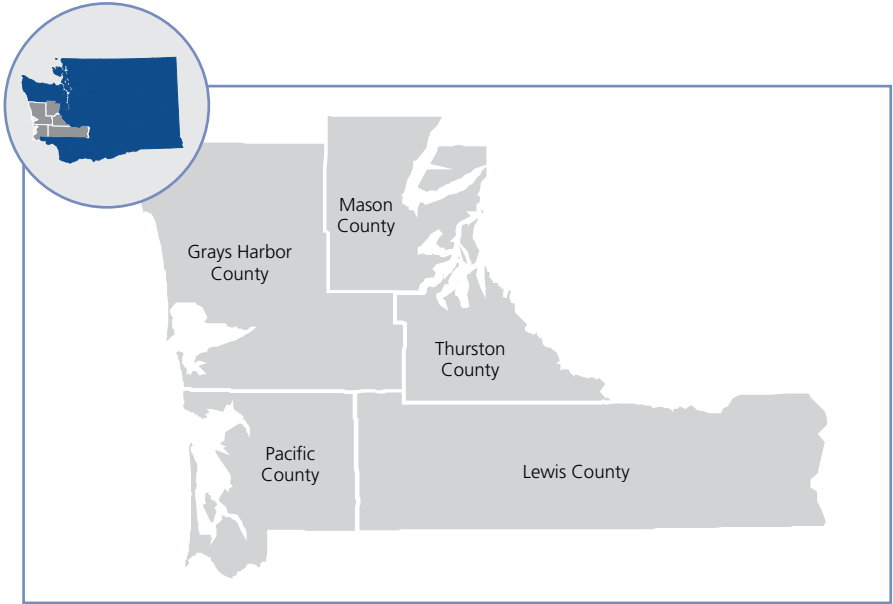 Mason
County
Grays Harbor
County
Thurston
County
Pacific
County
Lewis County